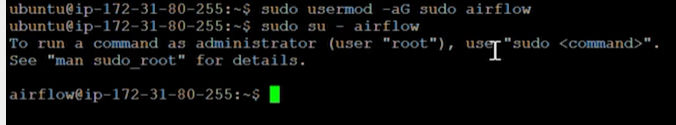 ubuntu@ip-172-31-80-255:~$ sudo usermod -aG sudo airflow
ubuntu@ip-172-31-80-255:~$ sudo su - airflow
To run a command as administrator (user "root"), use "sudo <command>".
See "man sudo_root" for details.
airflow@ip-172-31-80-255:~$